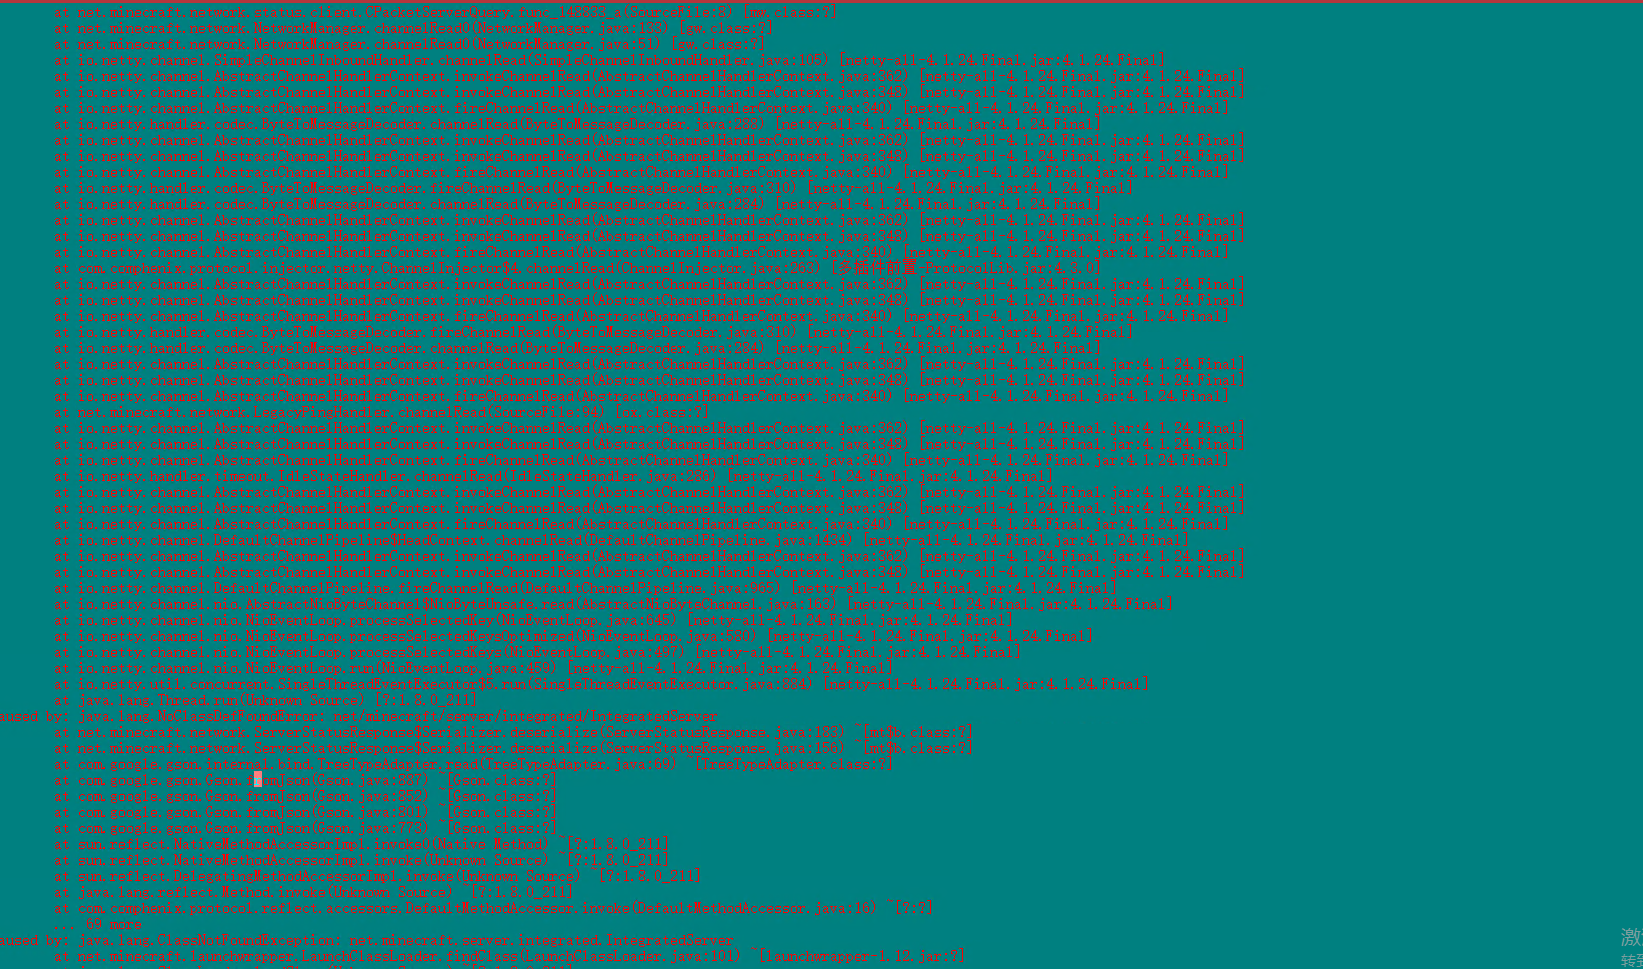 at net.minecraft.network.status.client.CPacketServerQuery.func_148833_a(SourceFile:8) [gw.class:?]
at net.minecraft.network.NetworkManager.channelRead0(NetworkManager.java:189) [gw.class:?]
at net.minecraft.network.NetworkManager.channelRead0(NetworkManager.java:51) [gw.class:?]
at io.netty.channel.SimpleChannelInboundHandler.channelRead(SimpleChannelInboundHandler.java:105) [netty-all-4.1.24.Final.jar:4.1.24.Final]
at io.netty.channel.AbstractChannelHandlerContext.invokeChannelRead(AbstractChannelHandlerContext.java:362) [netty-all-4.1.24.Final.jar:4.1.24.Final]
at io.netty.channel.AbstractChannelHandlerContext.invokeChannelRead(AbstractChannelHandlerContext.java:348) [netty-all-4.1.24.Final.jar:4.1.24.Final]
at io.netty.channel.AbstractChannelHandlerContext.fireChannelRead(AbstractChannelHandlerContext.java:340) [netty-all-4.1.24.Final.jar:4.1.24.Final]
at io.netty.handler.codec.ByteToMessageDecoder.channelRead(ByteToMessageDecoder.java:286) [netty-all-4.1.24.Final.jar:4.1.24.Final]
at io.netty.channel.AbstractChannelHandlerContext.invokeChannelRead(AbstractChannelHandlerContext.java:362) [netty-all-4.1.24.Final.jar:4.1.24.Final]
at io.netty.channel.AbstractChannelHandlerContext.invokeChannelRead(AbstractChannelHandlerContext.java:348) [netty-all-4.1.24.Final.jar:4.1.24.Final]
at io.netty.channel.AbstractChannelHandlerContext.fireChannelRead(AbstractChannelHandlerContext.java:340) [netty-all-4.1.24.Final.jar:4.1.24.Final]
at io.netty.handler.codec.ByteToMessageDecoder.fireChannelRead(ByteToMessageDecoder.java:310) [netty-all-4.1.24.Final.jar:4.1.24.Final]
at io.netty.handler.codec.ByteToMessageDecoder.channelRead(ByteToMessageDecoder.java:284) [netty-all-4.1.24.Final.jar:4.1.24.Final]
at io.netty.channel.AbstractChannelHandlerContext.invokeChannelRead(AbstractChannelHandlerContext.java:362) [netty-all-4.1.24.Final.jar:4.1.24.Final]
at io.netty.channel.AbstractChannelHandlerContext.invokeChannelRead(AbstractChannelHandlerContext.java:348) [netty-all-4.1.24.Final.jar:4.1.24.Final]
at io.netty.channel.AbstractChannelHandlerContext.fireChannelRead(AbstractChannelHandlerContext.java:340) [netty-all-4.1.24.Final.jar:4.1.24.Final]
at com.comphenix.protocol.injector.netty.ChannelInjector$1.channelRead(ChannelInjector.java:263) ProtocolLib.jar:4.3.0]
at io.netty.channel.AbstractChannelHandlerContext.invokeChannelRead(AbstractChannelHandlerContext.java:362) [netty-all-4.1.24.Final.jar:4.1.24.Final]
at io.netty.channel.AbstractChannelHandlerContext.invokeChannelRead(AbstractChannelHandlerContext.java:348) [netty-all-4.1.24.Final.jar:4.1.24.Final]
at io.netty.channel.AbstractChannelHandlerContext.fireChannelRead(AbstractChannelHandlerContext.java:340) [netty-all-4.1.24.Final.jar:4.1.24.Final]
at io.netty.handler.codec.ByteToMessageDecoder.fireChannelRead(ByteToMessageDecoder.java:310) [netty-all-4.1.24.Final.jar:4.1.24.Final]
at io.netty.handler.codec.ByteToMessageDecoder.channelRead(ByteToMessageDecoder.java:284) [netty-all-4.1.24.Final.jar:4.1.24.Final]
at io.netty.channel.AbstractChannelHandlerContext.invokeChannelRead(AbstractChannelHandlerContext.java:362) [netty-all-4.1.24.Final.jar:4.1.24.Final]
at io.netty.channel.AbstractChannelHandlerContext.invokeChannelRead(AbstractChannelHandlerContext.java:348) [netty-all-4.1.24.Final.jar:4.1.24.Final]
at io.netty.channel.AbstractChannelHandlerContext.fireChannelRead(AbstractChannelHandlerContext.java:340) [netty-all-4.1.24.Final.jar:4.1.24.Final]
at net.minecraft.network.LegacyPingHandler.channelRead(SourceFile:94) [ox.class:?]
at io.netty.channel.AbstractChannelHandlerContext.invokeChannelRead(AbstractChannelHandlerContext.java:362) [netty-all-4.1.24.Final.jar:4.1.24.Final]
at io.netty.channel.AbstractChannelHandlerContext.invokeChannelRead(AbstractChannelHandlerContext.java:348) [netty-all-4.1.24.Final.jar:4.1.24.Final]
at io.netty.channel.AbstractChannelHandlerContext.fireChannelRead(AbstractChannelHandlerContext.java:340) [netty-all-4.1.24.Final.jar:4.1.24.Final]
at io.netty.handler.timeout.IdleStateHandler.channelRead(IdleStateHandler.java:286) [netty-all-4.1.24.Final.jar:4.1.24.Final]
at io.netty.channel.AbstractChannelHandlerContext.invokeChannelRead(AbstractChannelHandlerContext.java:362) [netty-all-4.1.24.Final.jar:4.1.24.Final]
at io.netty.channel.AbstractChannelHandlerContext.invokeChannelRead(AbstractChannelHandlerContext.java:348) [netty-all-4.1.24.Final.jar:4.1.24.Final]
at io.netty.channel.AbstractChannelHandlerContext.fireChannelRead(AbstractChannelHandlerContext.java:340) [netty-all-4.1.24.Final.jar:4.1.24.Final]
at io.netty.channel.DefaultChannelPipeline$HeadContext.channelRead(DefaultChannelPipeline.java:1434) [netty-all-4.1.24.Final.jar:4.1.24.Final]
at io.netty.channel.AbstractChannelHandlerContext.invokeChannelRead(AbstractChannelHandlerContext.java:362) [netty-all-4.1.24.Final.jar:4.1.24.Final]
at io.netty.channel.AbstractChannelHandlerContext.invokeChannelRead(AbstractChannelHandlerContext.java:348) [netty-all-4.1.24.Final.jar:4.1.24.Final]
at io.netty.channel.DefaultChannelPipeline.fireChannelRead(DefaultChannelPipeline.java:965) [netty-all-4.1.24.Final.jar:4.1.24.Final]
at io.netty.channel.nio.AbstractNioByteChannel$NioByteUnsafe.read(AbstractNioByteChannel.java:163) [netty-all-4.1.24.Final.jar:4.1.24.Final]
at io.netty.channel.nio.NioEventLoop.processSelectedKey(NioEventLoop.java:645) [netty-all-4.1.24.Final.jar:4.1.24.Final]
at io.netty.channel.nio.NioEventLoop.processSelectedKeysOptimized(NioEventLoop.java:580) [netty-all-4.1.24.Final.jar:4.1.24.Final]
at io.netty.channel.nio.NioEventLoop.processSelectedKeys(NioEventLoop.java:497) [netty-all-4.1.24.Final.jar:4.1.24.Final]
at io.netty.channel.nio.NioEventLoop.run(NioEventLoop.java:459) [netty-all-4.1.24.Final.jar:4.1.24.Final]
at io.netty.util.concurrent.SingleThreadEventExecutor$5.run(SingleThreadEventExecutor.java:884) [netty-all-4.1.24.Final.jar:4.1.24.Final]
at java.lang.Thread.run(Unknown Source) [?:1.8.0_211]
aused by: java.lang.NoClassDefFoundError: net/minecraft/server/integrated/IntegratedServer
at net.minecraft.network.ServerStatusResponse$Serializer.deserialize(ServerStatusResponse.java:188) ~[mt$b.class:?]
at net.minecraft.network.ServerStatusResponse$Serializer.deserialize(ServerStatusResponse.java:156) ~[mt$b.class:?]
at com.google.gson.internal.bind.TreeTypeAdapter.read(TreeTypeAdapter.java:69) ~[TreeTypeAdapter.class:?]
at com.google.gson.Gson.fromJson(Gson.java:887) ~[Gson.class:?]
at com.google.gson.Gson.fromJson(Gson.java:852) ~[Gson.class:?]
at com.google.gson.Gson.fromJson(Gson.java:801) ~[Gson.class:?]
at com.google.gson.Gson.fromJson(Gson.java:773) ~[Gson.class:?]
at sun.reflect.NativeMethodAccessorImpl.invoke0(Native Method) ~[?:1.8.0_211]
at sun.reflect.NativeMethodAccessorImpl.invoke(Unknown Source) ~[?:1.8.0_211]
at sun.reflect.DelegatingMethodAccessorImpl.invoke(Unknown Source) ~[?:1.8.0_211]
at java.lang.reflect.Method.invoke(Unknown Source) ~[?:1.8.0_211]
at com.comphenix.protocol.reflect.accessors.DefaultMethodAccessor.invoke(DefaultMethodAccessor.java:16) ~[?:?]
... 39 more
aused by: java.lang.ClassNotFoundException: net.minecraft.server.integrated.IntegratedServer
at net.minecraft.launchwrapper.LaunchClassLoader.findClass(LaunchClassLoader.java:191) ~[launchwrapper-1.12.jar:?]
激
转到